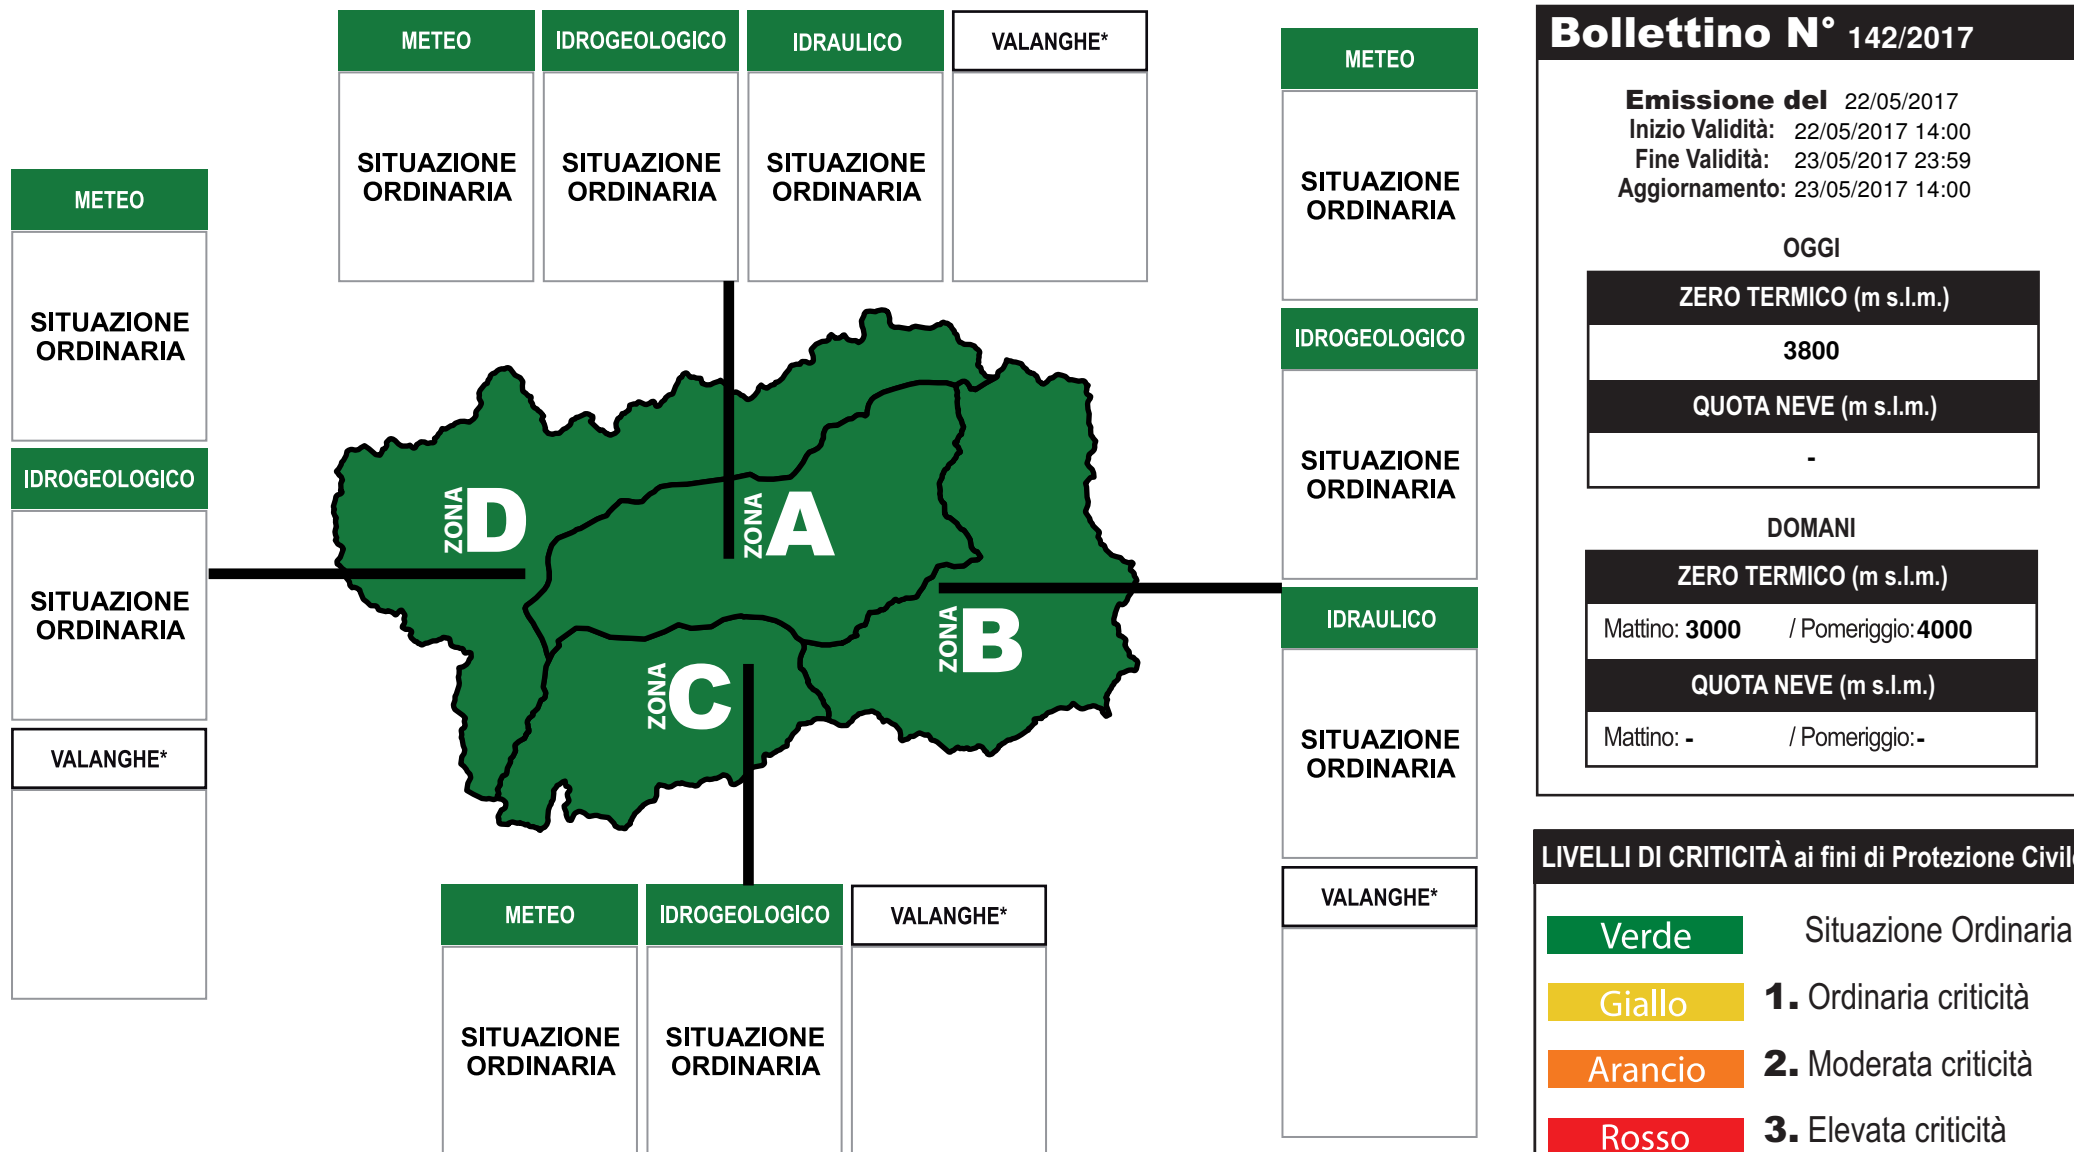 METEO IDROGEOLOGICO IDRAULICO VALANGHE*
SITUAZIONE ORDINARIA
SITUAZIONE ORDINARIA
SITUAZIONE ORDINARIA
METEO
SITUAZIONE
ORDINARIA
IDROGEOLOGICO
SITUAZIONE
ORDINARIA
VALANGHE*
ZONA D
ZONA A
ZONA B
ZONA C
METEO
SITUAZIONE
ORDINARIA
IDROGEOLOGICO
SITUAZIONE
ORDINARIA
IDRAULICO
SITUAZIONE
ORDINARIA
VALANGHE*
METEO IDROGEOLOGICO VALANGHE*
SITUAZIONE ORDINARIA
SITUAZIONE ORDINARIA
Bollettino N° 142/2017
Emissione del 22/05/2017
Inizio Validità: 22/05/2017 14:00
Fine Validità: 23/05/2017 23:59
Aggiornamento: 23/05/2017 14:00
OGGI
ZERO TERMICO (m s.l.m.)
3800
QUOTA NEVE (m s.l.m.)
-
DOMANI
ZERO TERMICO (m s.l.m.)
Mattino: 3000 / Pomeriggio: 4000
QUOTA NEVE (m s.l.m.)
Mattino: - / Pomeriggio: -
LIVELLI DI CRITICITÀ ai fini di Protezione Civile
Verde Situazione Ordinaria
Giallo 1. Ordinaria criticità
Arancio 2. Moderata criticità
Rosso 3. Elevata criticità